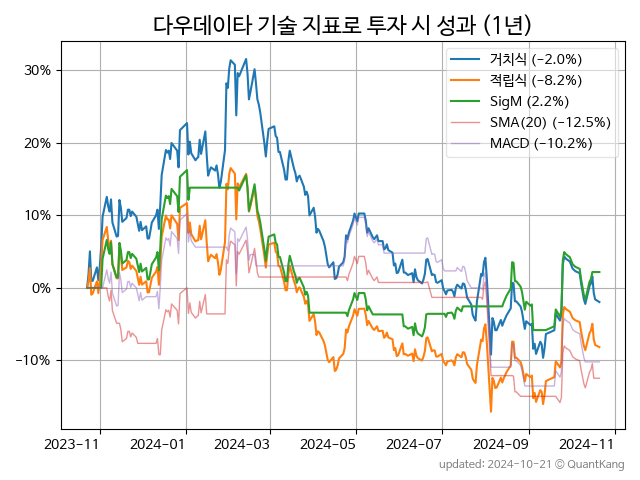 다우데이타 기술 지표로 투자 시 성과 (1년)
거치식 (−2.0%)
적립식 (−8.2%)
SigM (2.2%)
SMA(20) (−12.5%)
MACD (−10.2%)
30%
20%
10%
0%
−10%
2023-11 2024-01 2024-03 2024-05 2024-07 2024-09 2024-11
updated: 2024-10-21 © QuantKang